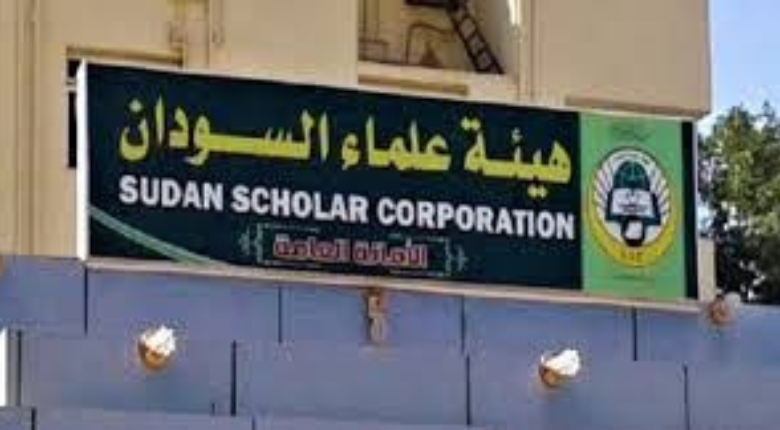 هيئة علماء السودان
SUDAN SCHOLAR CORPORATION
الأمانة العامة